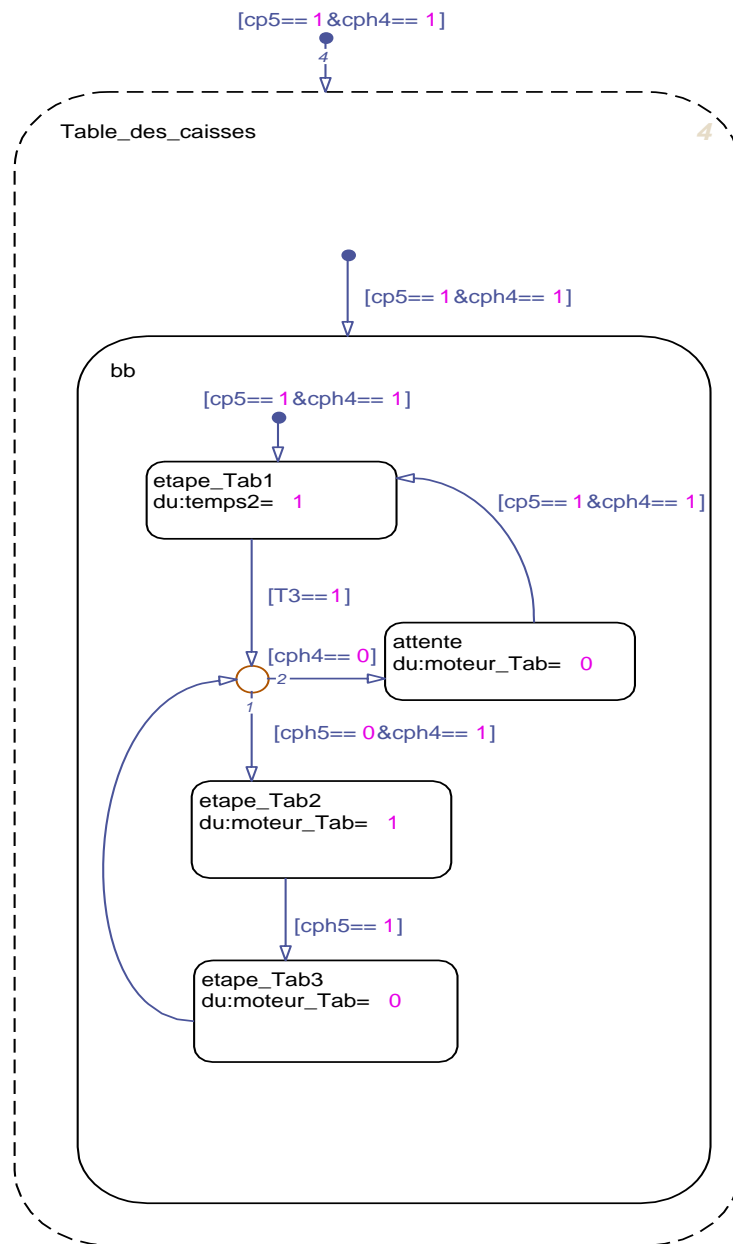 [cp5== 1&cph4== 1]
4
Table_des_caisses
4
[cp5== 1&cph4== 1]
bb
[cp5== 1&cph4== 1]
etape_Tab1
du:temps2= 1
[cp5== 1&cph4== 1]
[T3==1]
attente
du:moteur_Tab= 0
[cph4== 0]
2
1
[cph5== 0&cph4== 1]
etape_Tab2
du:moteur_Tab= 1
[cph5== 1]
etape_Tab3
du:moteur_Tab= 0